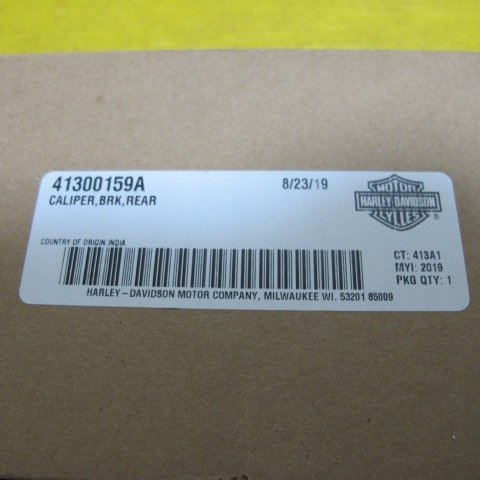 41300159A
8/23/19
CALIPER,BRK,REAR
MOTOR
HARLEY-DAVIDSON
CYCLES
®
COUNTRY OF ORIGIN INDIA
CT: 413A1
MYI: 2019
PKG QTY: 1
HARLEY-DAVIDSON MOTOR COMPANY, MILWAUKEE WI. 53201 85009